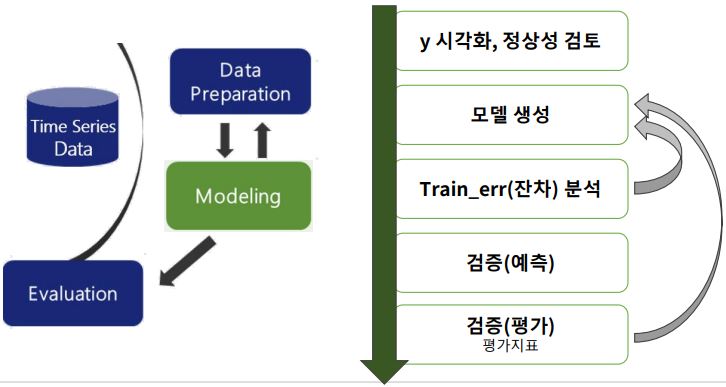 Data
Preparation
Time Series
Data
Modeling
Evaluation
y 시각화, 정상성 검토
모델 생성
Train_err(잔차) 분석
검증(예측)
검증(평가)
평가지표